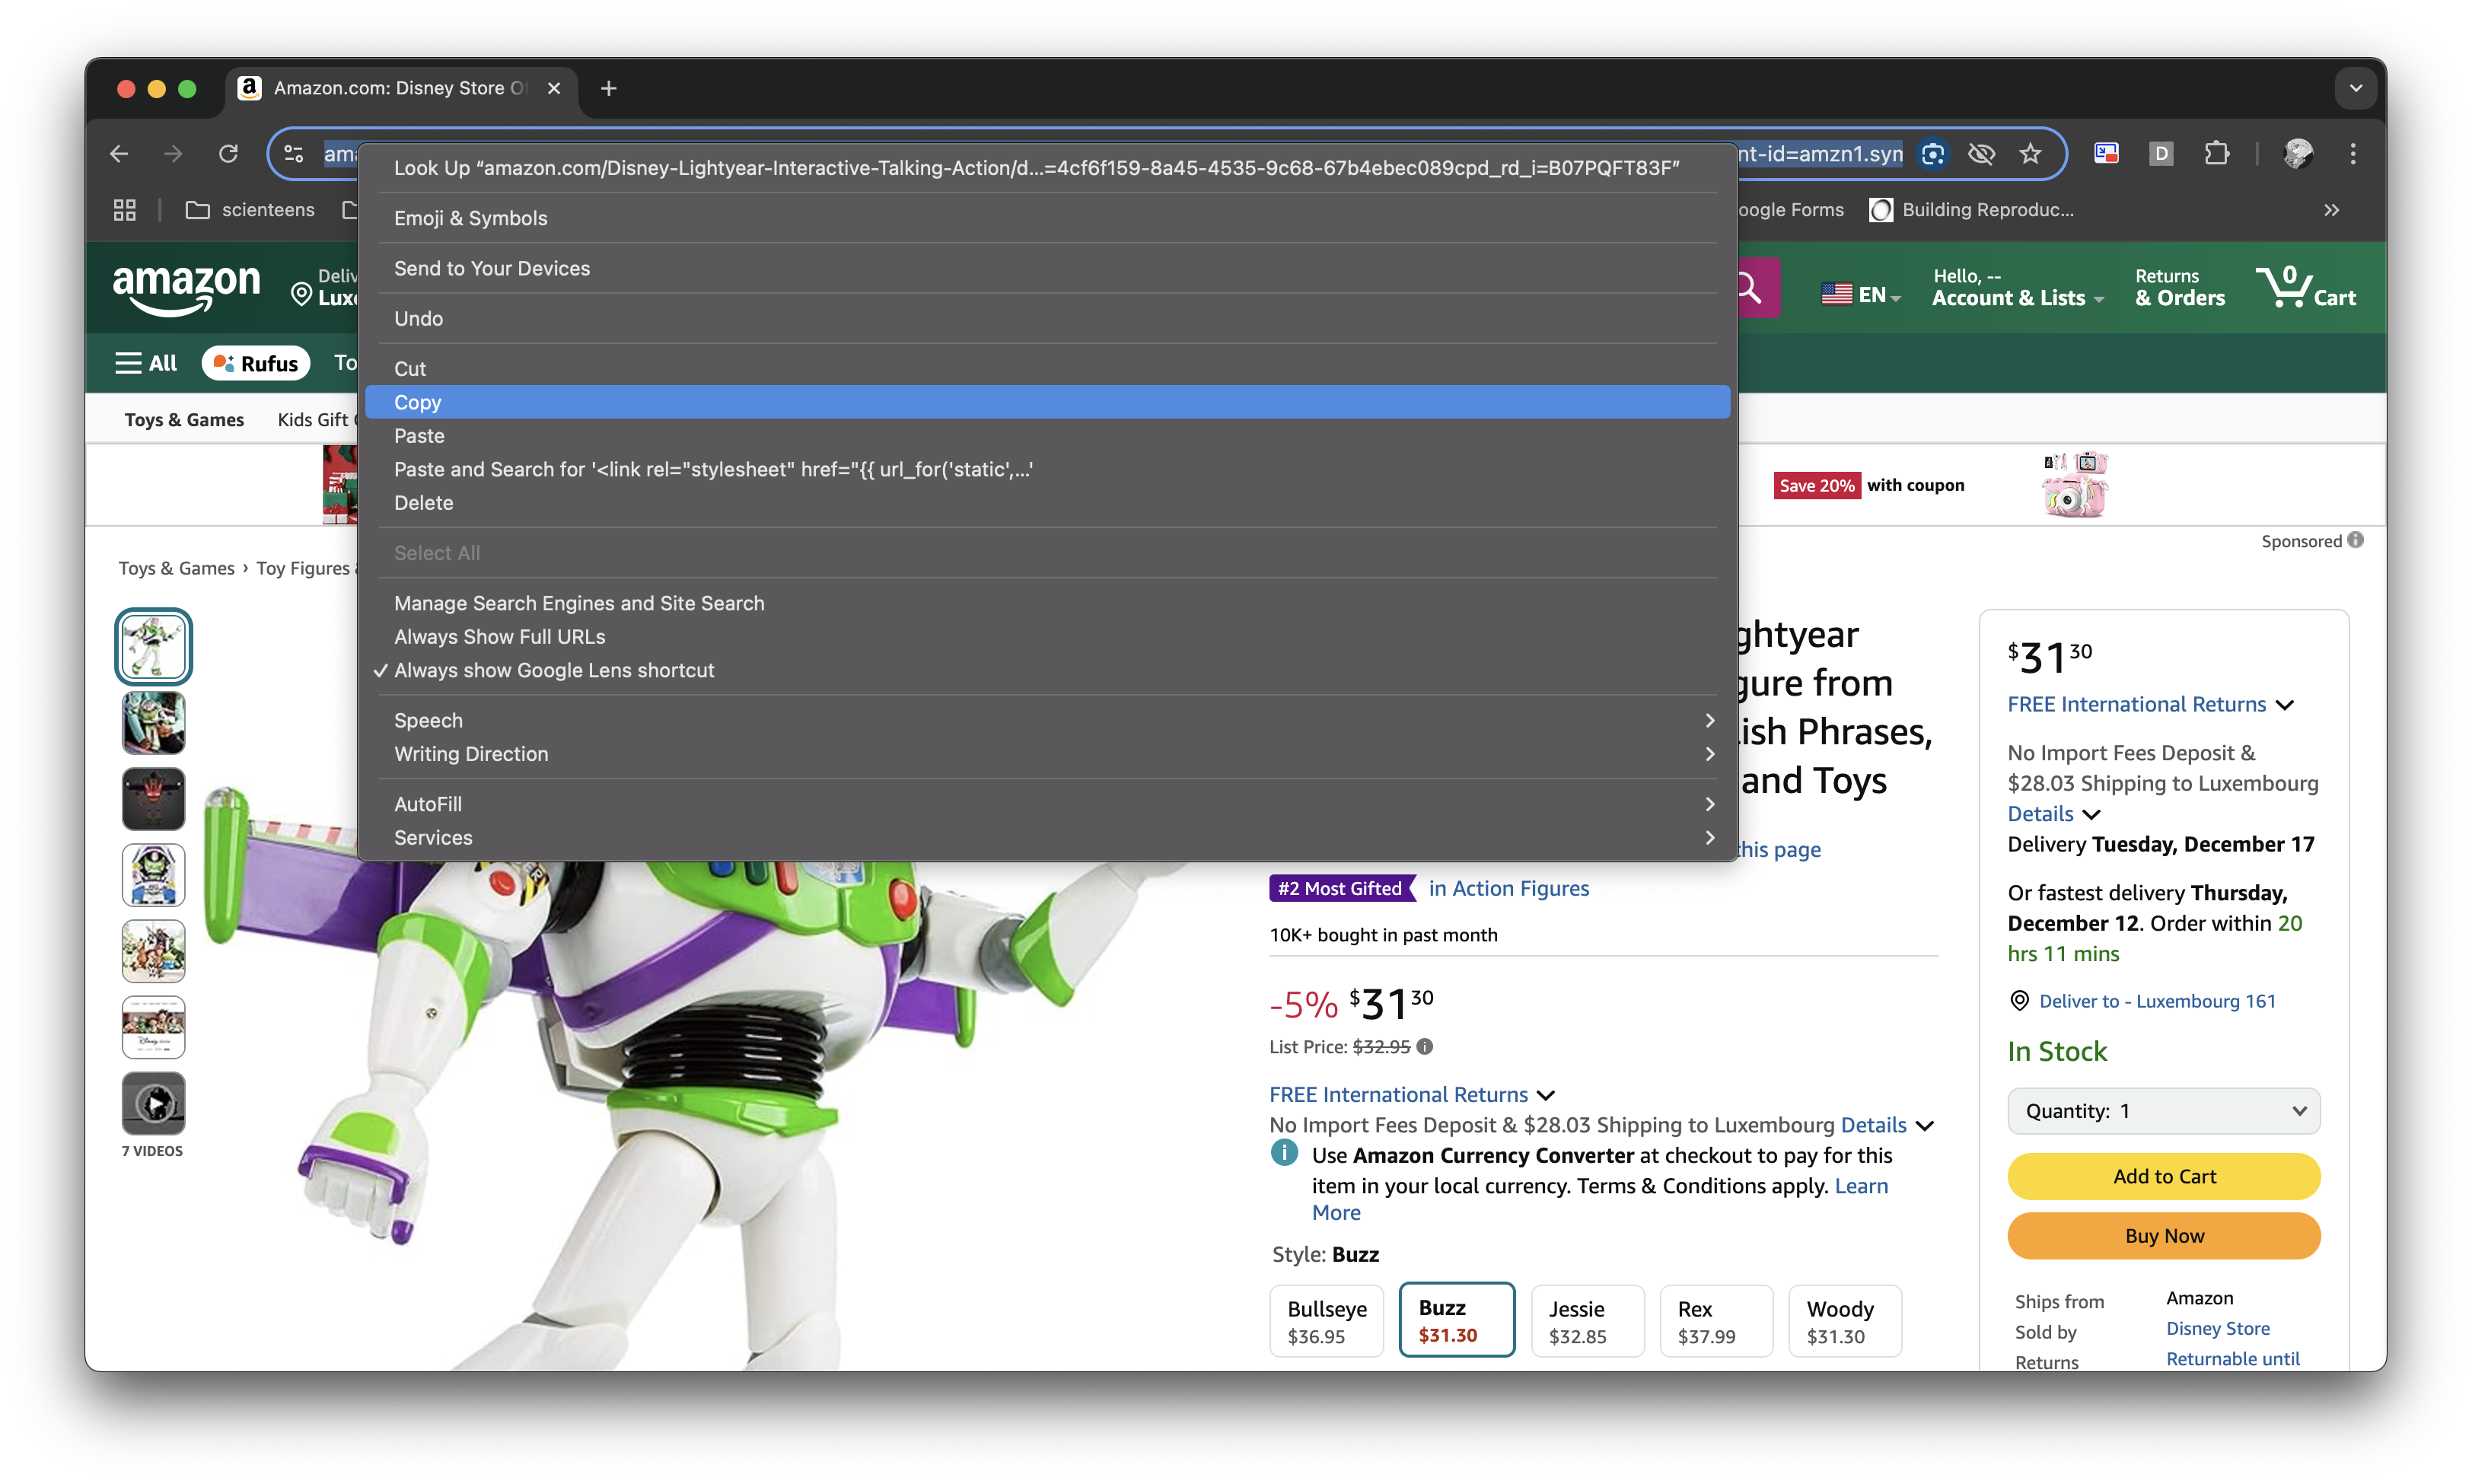 Amazon.com: Disney Store O
nt-id=amzn1.syn
D
scienteens
oogle Forms
Building Reproduc...
Look Up “amazon.com/Disney-Lightyear-Interactive-Talking-Action/d...=4cf6f159-8a45-4535-9c68-67b4ebec089cpd_rd_i=B07PQFT83F”
Emoji & Symbols
Send to Your Devices
Undo
Cut
Copy
Paste
Paste and Search for '<link rel="stylesheet" href="{{ url_for('static',...'
Delete
Select All
Manage Search Engines and Site Search
Always Show Full URLs
✓ Always show Google Lens shortcut
Speech
Writing Direction
AutoFill
Services
amazon
Deliv
Luxe
EN
Hello, --
Account & Lists
Returns
& Orders
0
Cart
All
Rufus
To
Toys & Games
Kids Gift
Save 20% with coupon
Sponsored
Toys & Games › Toy Figures
7 VIDEOS
ghtyear
gure from
ish Phrases,
and Toys
this page
#2 Most Gifted in Action Figures
10K+ bought in past month
-5% $31 30
List Price: $32.95
FREE International Returns
No Import Fees Deposit & $28.03 Shipping to Luxembourg Details
Use Amazon Currency Converter at checkout to pay for this
item in your local currency. Terms & Conditions apply. Learn
More
Style: Buzz
Bullseye
$36.95
Buzz
$31.30
Jessie
$32.85
Rex
$37.99
Woody
$31.30
$31 30
FREE International Returns
No Import Fees Deposit &
$28.03 Shipping to Luxembourg
Details
Delivery Tuesday, December 17
Or fastest delivery Thursday,
December 12. Order within 20
hrs 11 mins
Deliver to - Luxembourg 161
In Stock
Quantity: 1
Add to Cart
Buy Now
Ships from Amazon
Sold by Disney Store
Returns Returnable until